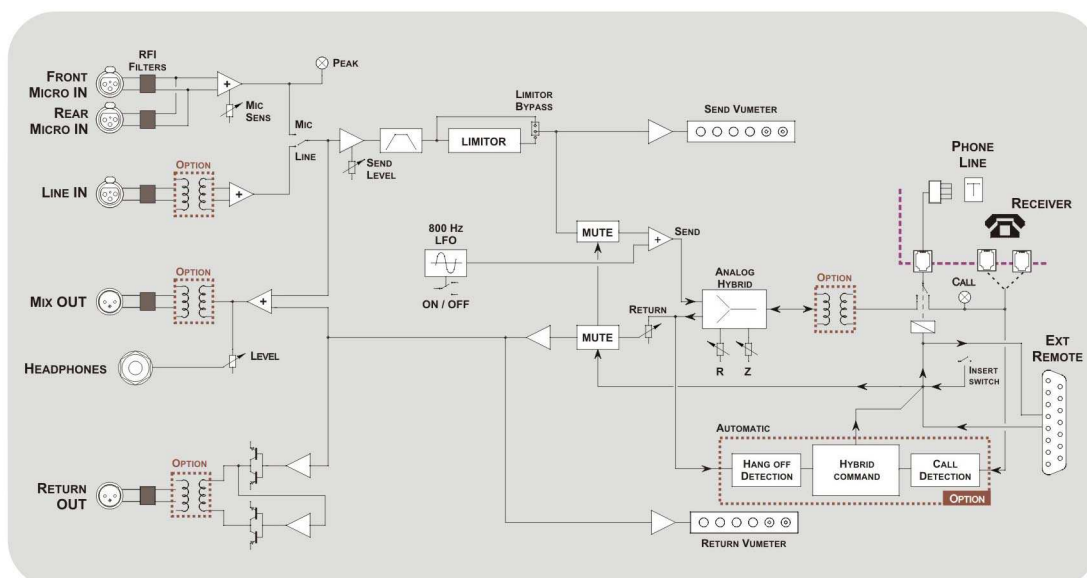 RFI
FILTERS
FRONT
MICRO IN
REAR
MICRO IN
PEAK
MIC
SENS
MIC
LINE
LINE IN
OPTION
SEND
LEVEL
LIMITOR
LIMITOR
BYPASS
SEND VUMETER
PHONE
LINE
RECEIVER
800 HZ
LFO
ON / OFF
MUTE
SEND
ANALOG
HYBRID
OPTION
CALL
MIX OUT
OPTION
HEADPHONES
LEVEL
MUTE
RETURN
R
Z
INSERT
SWITCH
EXT
REMOTE
AUTOMATIC
HANG OFF
DETECTION
HYBRID
COMMAND
CALL
DETECTION
OPTION
RETURN
OUT
OPTION
RETURN VUMETER